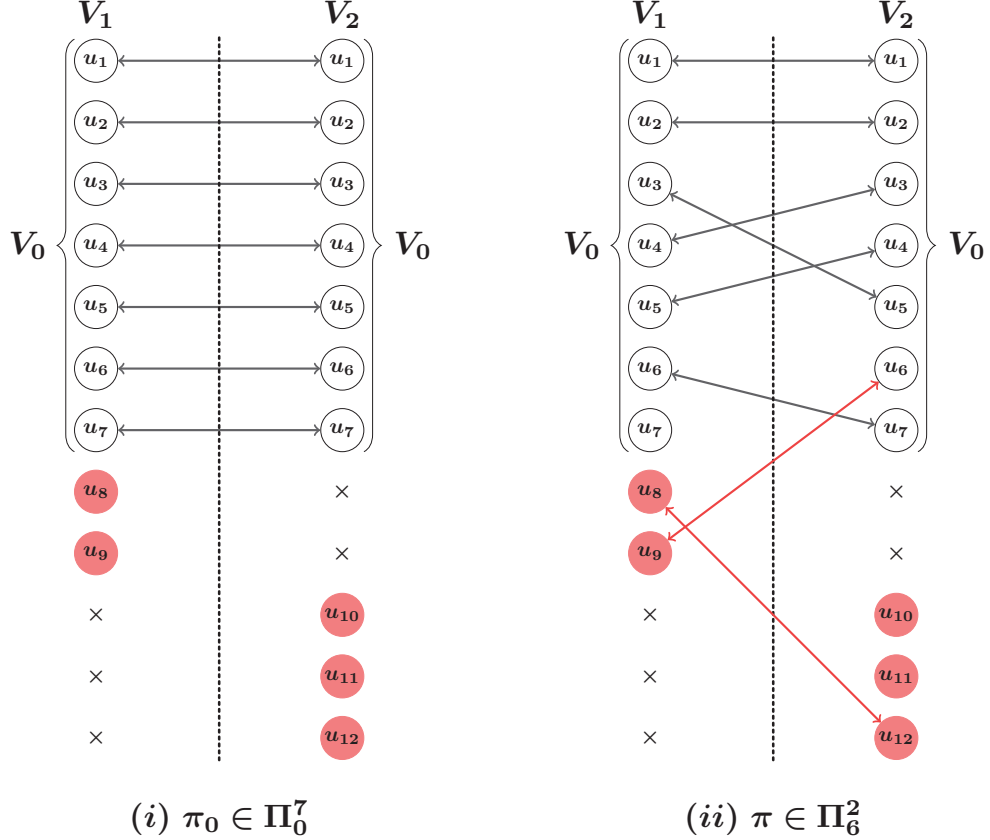 V₁ V₂ V₁ V₂
u₁ u₁ u₁ u₁
u₂ u₂ u₂ u₂
u₃ u₃ u₃ u₃
V₀ u₄ u₄ V₀ V₀ u₄ u₄ V₀
u₅ u₅ u₅ u₅
u₆ u₆ u₆ u₆
u₇ u₇ u₇ u₇
u₈ × u₈ ×
u₉ × u₉ ×
× u₁₀ × u₁₀
× u₁₁ × u₁₁
× u₁₂ × u₁₂
(i) π₀ ∈ Π₀⁷ (ii) π ∈ Π₆²